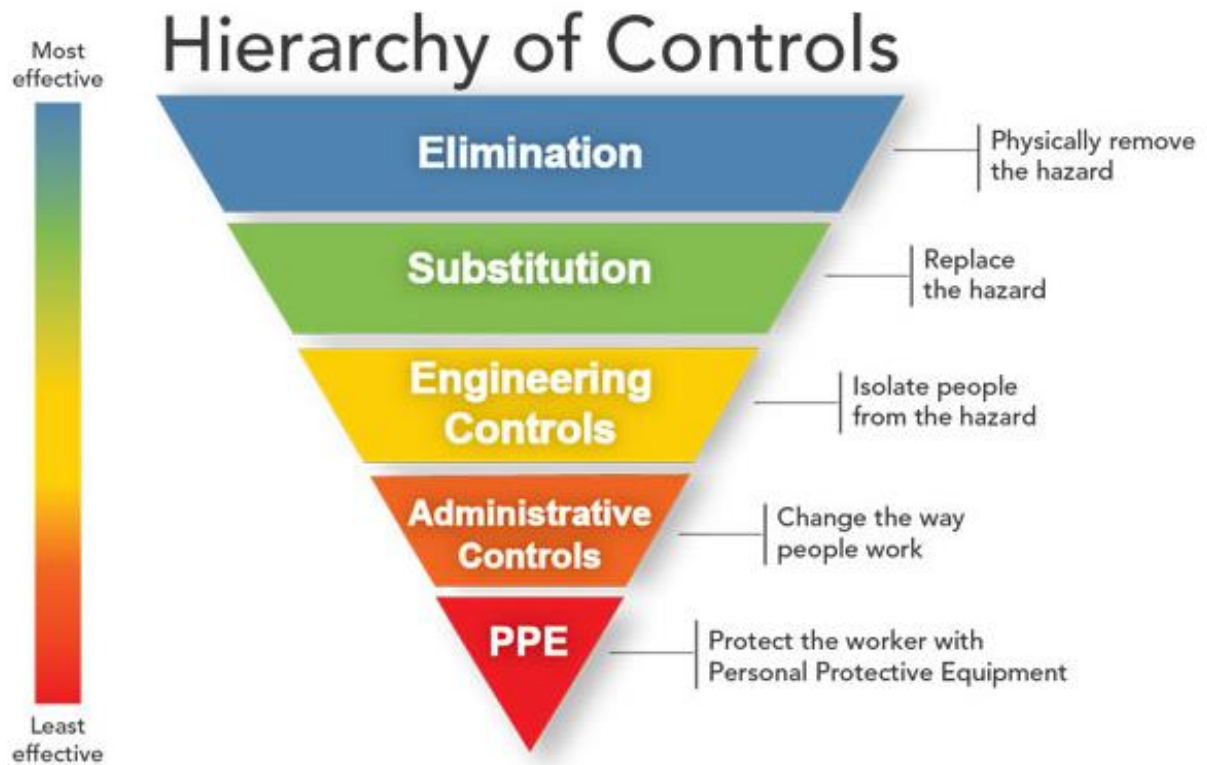 Hierarchy of Controls
Most
effective
Elimination
Physically remove
the hazard
Substitution
Replace
the hazard
Engineering
Controls
Isolate people
from the hazard
Administrative
Controls
Change the way
people work
PPE
Protect the worker with
Personal Protective Equipment
Least
effective